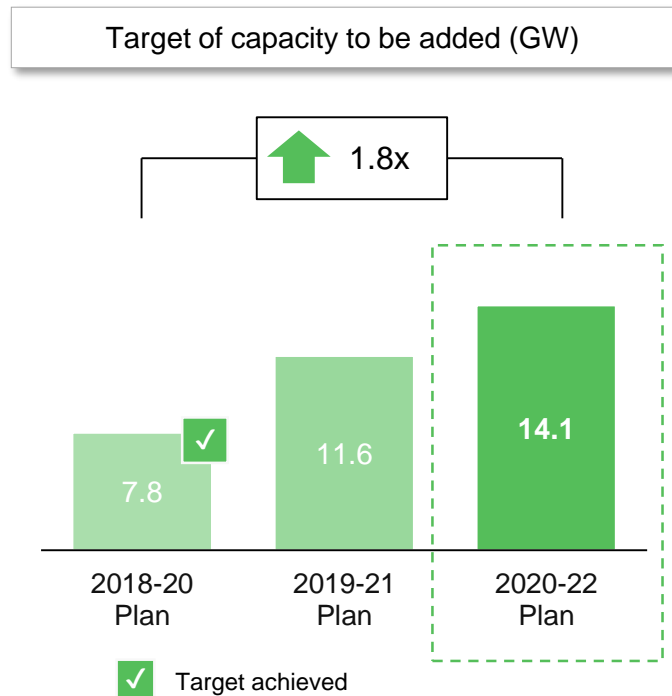 Target of capacity to be added (GW)
1.8x
7.8
11.6
14.1
2018-20
Plan
2019-21
Plan
2020-22
Plan
Target achieved